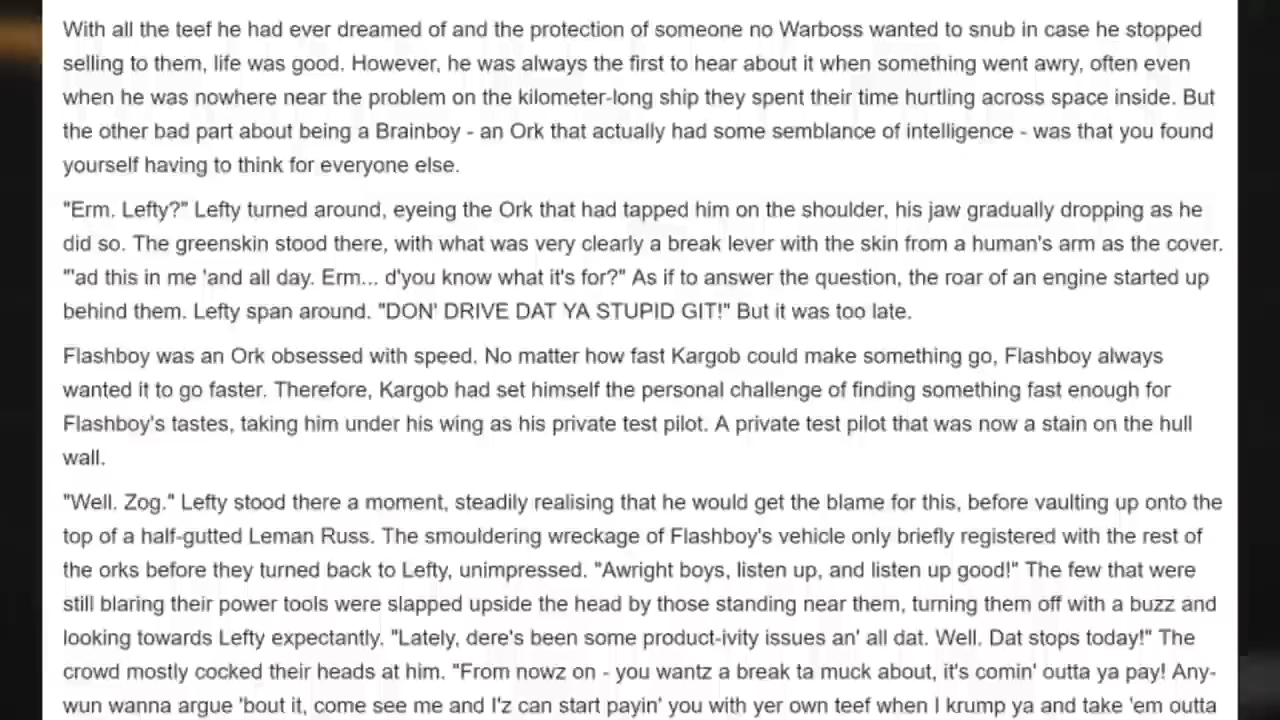 With all the teef he had ever dreamed of and the protection of someone no Warboss wanted to snub in case he stopped
selling to them, life was good. However, he was always the first to hear about it when something went awry, often even
when he was nowhere near the problem on the kilometer-long ship they spent their time hurtling across space inside. But
the other bad part about being a Brainboy - an Ork that actually had some semblance of intelligence - was that you found
yourself having to think for everyone else.
"Erm. Lefty?" Lefty turned around, eyeing the Ork that had tapped him on the shoulder, his jaw gradually dropping as he
did so. The greenskin stood there, with what was very clearly a break lever with the skin from a human's arm as the cover.
"'ad this in me 'and all day. Erm... d'you know what it's for?" As if to answer the question, the roar of an engine started up
behind them. Lefty span around. "DON' DRIVE DAT YA STUPID GIT!" But it was too late.
Flashboy was an Ork obsessed with speed. No matter how fast Kargob could make something go, Flashboy always
wanted it to go faster. Therefore, Kargob had set himself the personal challenge of finding something fast enough for
Flashboy's tastes, taking him under his wing as his private test pilot. A private test pilot that was now a stain on the hull
wall.
"Well. Zog." Lefty stood there a moment, steadily realising that he would get the blame for this, before vaulting up onto the
top of a half-gutted Leman Russ. The smouldering wreckage of Flashboy's vehicle only briefly registered with the rest of
the orks before they turned back to Lefty, unimpressed. "Awright boys, listen up, and listen up good!" The few that were
still blaring their power tools were slapped upside the head by those standing near them, turning them off with a buzz and
looking towards Lefty expectantly. "Lately, dere's been some product-ivity issues an' all dat. Well. Dat stops today!" The
crowd mostly cocked their heads at him. "From nowz on - you wantz a break ta muck about, it's comin' outta ya pay! Any-
wun wanna argue 'bout it, come see me and I'z can start payin' you with yer own teef when I krump ya and take 'em outta